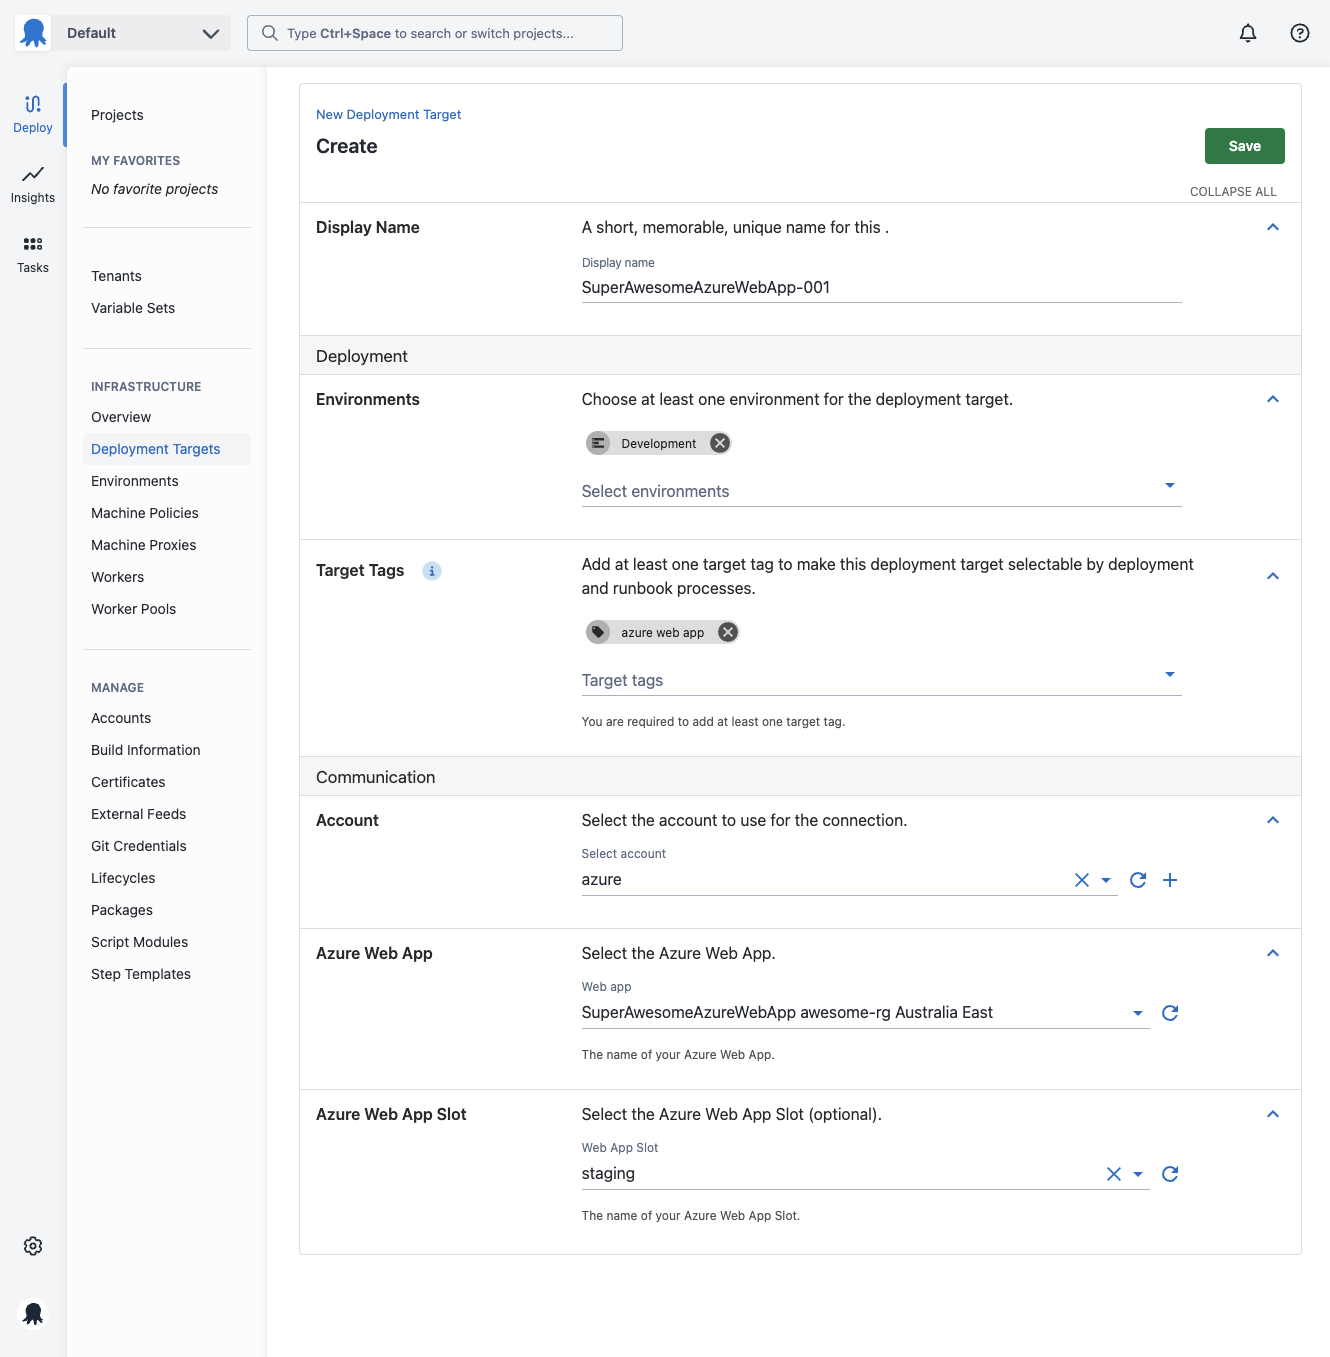 Default
Type Ctrl+Space to search or switch projects...
Deploy
Insights
Tasks
Projects
MY FAVORITES
No favorite projects
Tenants
Variable Sets
INFRASTRUCTURE
Overview
Deployment Targets
Environments
Machine Policies
Machine Proxies
Workers
Worker Pools
MANAGE
Accounts
Build Information
Certificates
External Feeds
Git Credentials
Lifecycles
Packages
Script Modules
Step Templates
New Deployment Target
Create
Save
COLLAPSE ALL
Display Name
A short, memorable, unique name for this .
Display name
SuperAwesomeAzureWebApp-001
Deployment
Environments
Choose at least one environment for the deployment target.
Development
Select environments
Target Tags
Add at least one target tag to make this deployment target selectable by deployment
and runbook processes.
azure web app
Target tags
You are required to add at least one target tag.
Communication
Account
Select the account to use for the connection.
Select account
azure
Azure Web App
Select the Azure Web App.
Web app
SuperAwesomeAzureWebApp awesome-rg Australia East
The name of your Azure Web App.
Azure Web App Slot
Select the Azure Web App Slot (optional).
Web App Slot
staging
The name of your Azure Web App Slot.